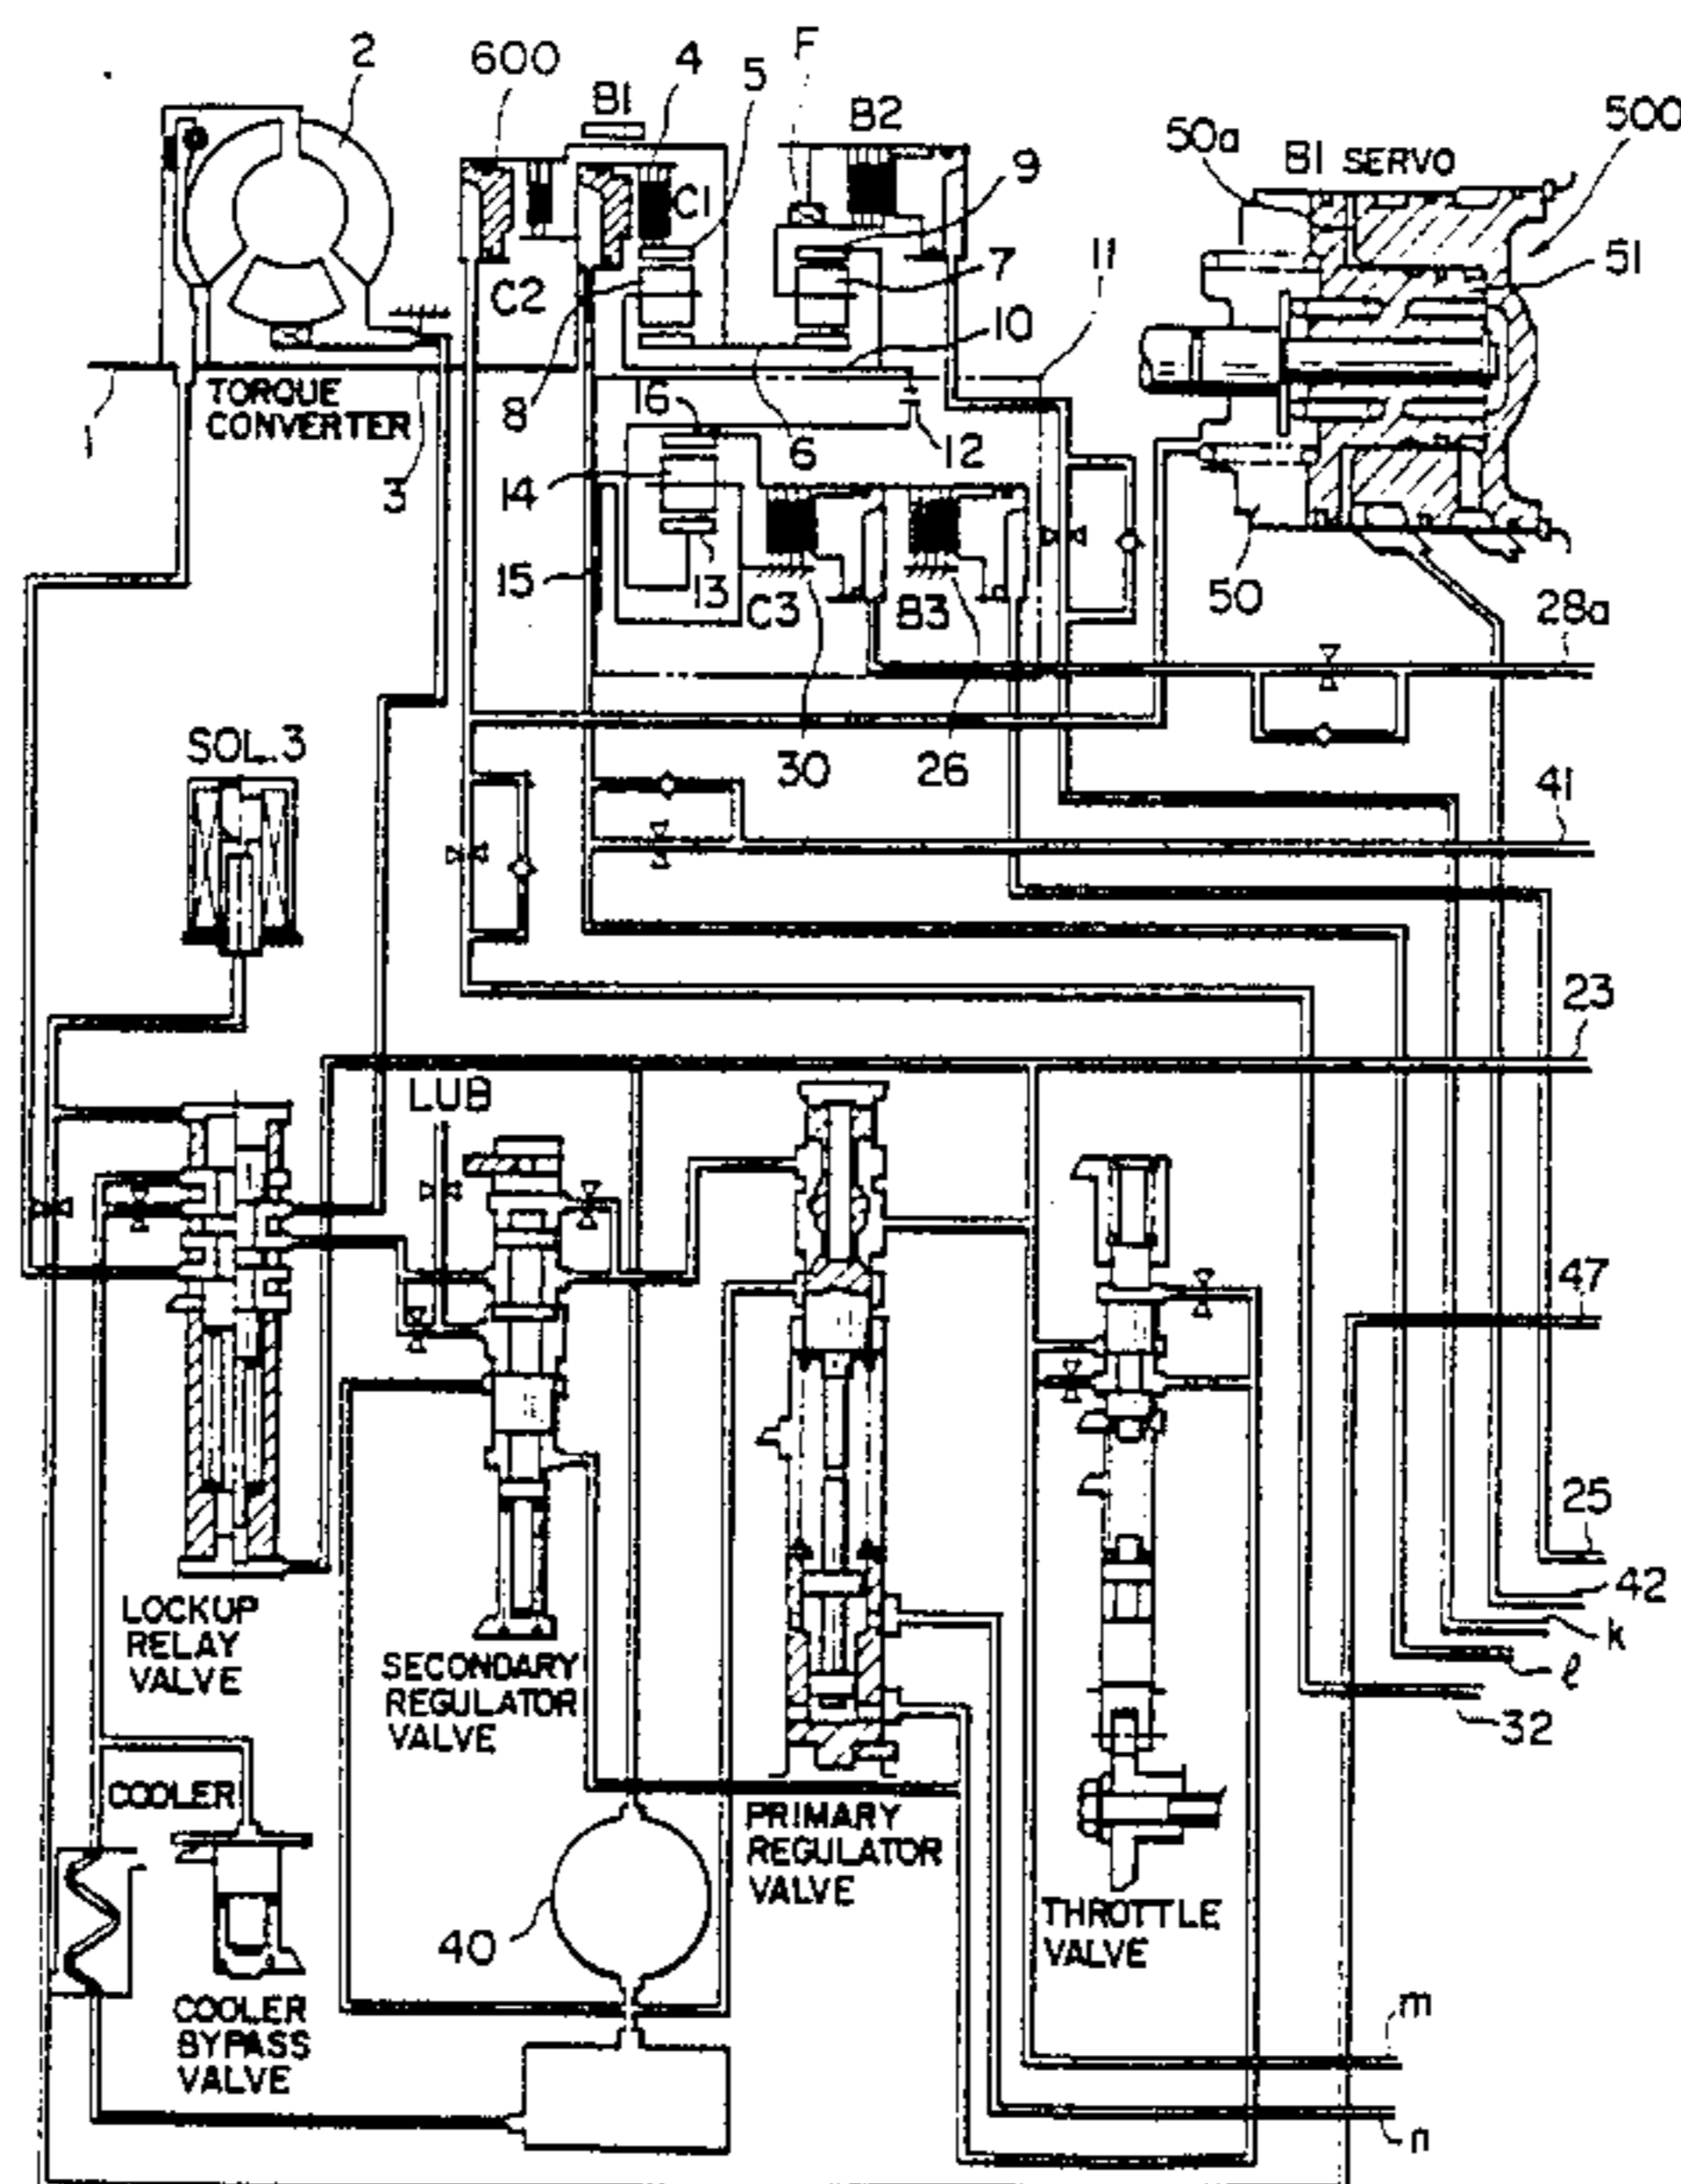 2
600
4
F
B1
5
B2
500
50a
B1 SERVO
9
C1
11
7
51
C2
8
10
1
TORQUE
CONVERTER
16
6
12
3
14
15
13
C3
B3
50
28a
SOL.3
30
26
41
23
LUB
47
25
42
k
ℓ
32
LOCKUP
RELAY
VALVE
SECONDARY
REGULATOR
VALVE
COOLER
PRIMARY
REGULATOR
VALVE
40
THROTTLE
VALVE
COOLER
BYPASS
VALVE
m
n